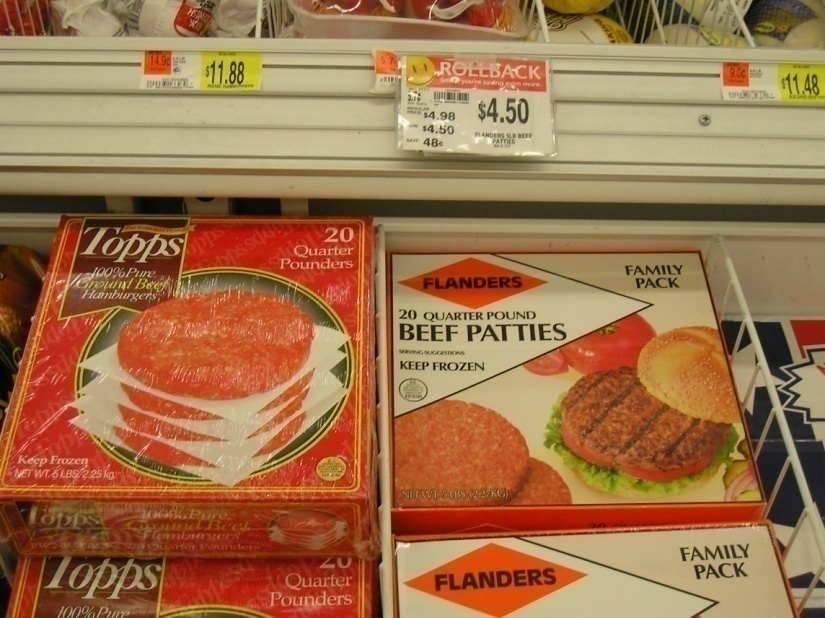 $11.88
ROLLBACK
$4.98
$4.50
48¢
$4.50
FLANDERS 5LB BEEF
PATTIES
$11.48
Topps
100% Pure
Ground Beef
Hamburgers
20
Quarter
Pounders
Keep Frozen
NET WT. 5 LBS/2.25 kg.
Topps
100% Pure
Ground Beef
Hamburgers
20 Quarter Pounders
Topps
100% Pure
20
Quarter
Pounders
FLANDERS
FAMILY
PACK
20 QUARTER POUND
BEEF PATTIES
SERVING SUGGESTIONS
KEEP FROZEN
NET WT. 5 LBS (2.27KG)
FLANDERS
FAMILY
PACK